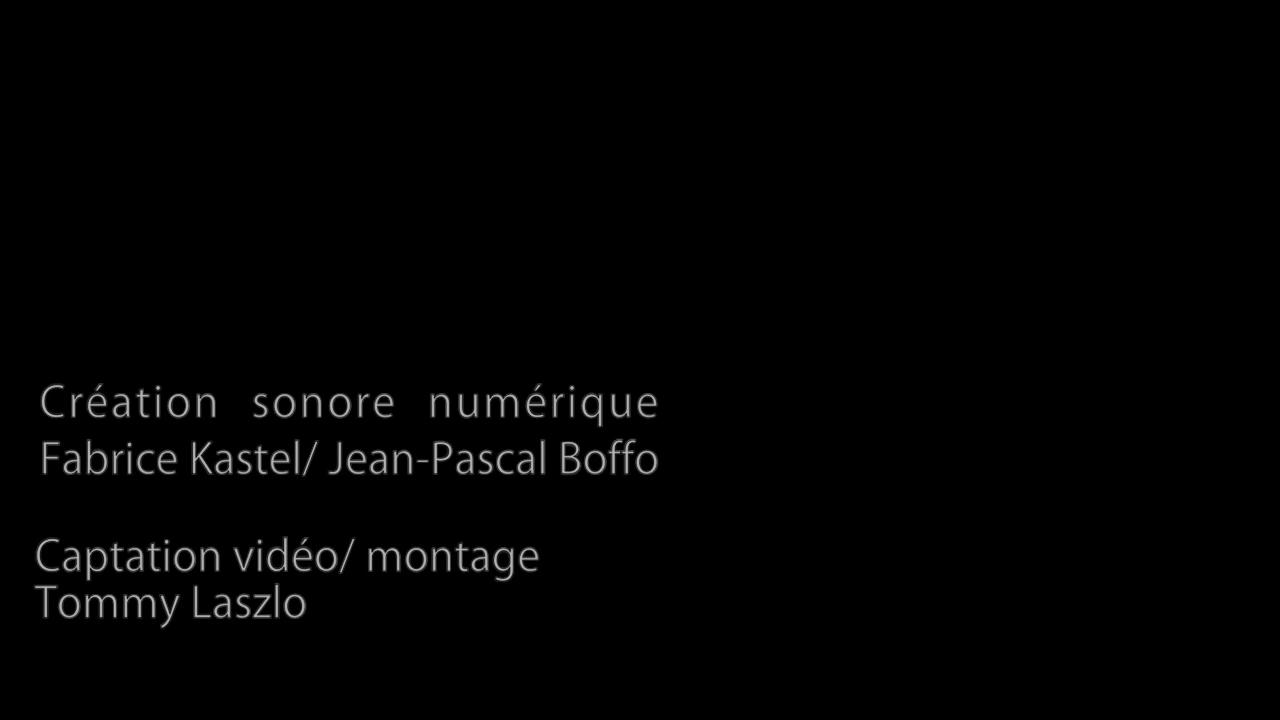 Création sonore numérique
Fabrice Kastel/ Jean-Pascal Boffo
Captation vidéo/ montage
Tommy Laszlo